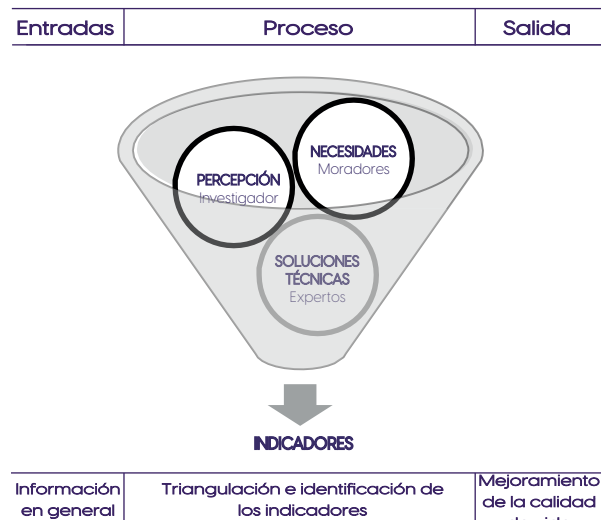 Entradas Proceso Salida
NECESIDADES
Moradores
PERCEPCIÓN
Investigador
SOLUCIONES
TÉCNICAS
Expertos
INDICADORES
Información
en general
Triangulación e identificación de
los indicadores
Mejoramiento
de la calidad